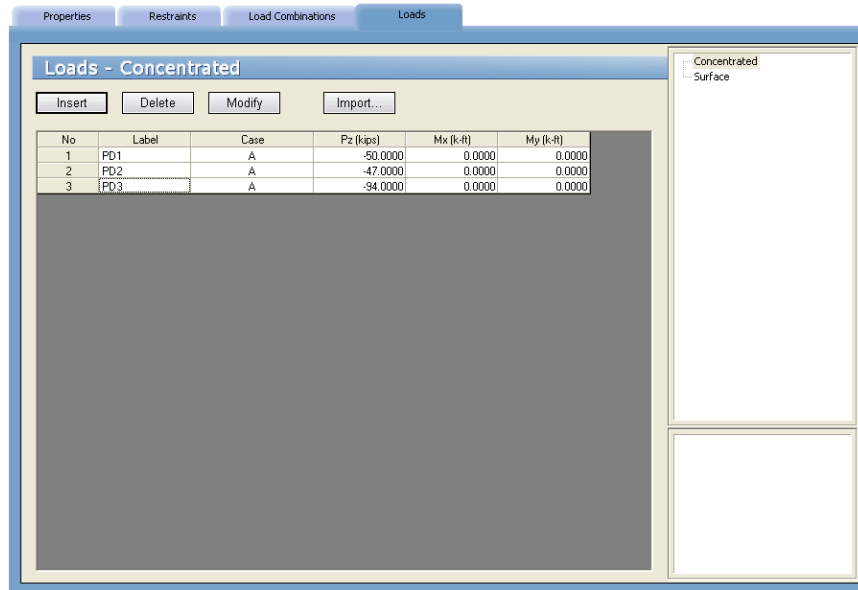 Properties Restraints Load Combinations Loads
Loads - Concentrated
Insert Delete Modify Import...
No Label Case Pz (kips) Mx (k-ft) My (k-ft)
1 PD1 A -50.0000 0.0000 0.0000
2 PD2 A -47.0000 0.0000 0.0000
3 PD3 A -94.0000 0.0000 0.0000
Concentrated
Surface